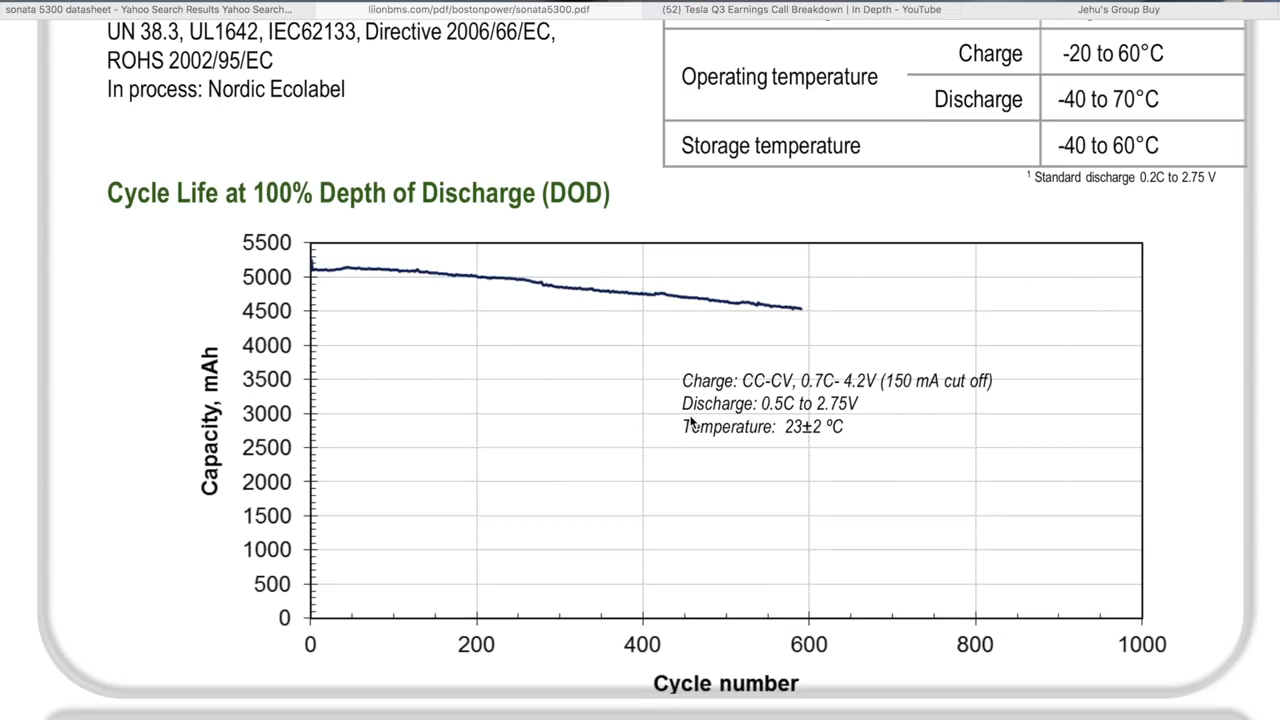 sonata 5300 datasheet - Yahoo Search Results Yahoo Search...
liionbms.com/pdf/bostonpower/sonata5300.pdf
(52) Tesla Q3 Earnings Call Breakdown | In Depth - YouTube
Jehu's Group Buy
UN 38.3, UL1642, IEC62133, Directive 2006/66/EC,
ROHS 2002/95/EC
In process: Nordic Ecolabel
Operating temperature
Charge
-20 to 60°C
Discharge
-40 to 70°C
Storage temperature
-40 to 60°C
1 Standard discharge 0.2C to 2.75 V
Cycle Life at 100% Depth of Discharge (DOD)
5500
5000
4500
4000
3500
3000
2500
2000
1500
1000
500
0
Capacity, mAh
Charge: CC-CV, 0.7C- 4.2V (150 mA cut off)
Discharge: 0.5C to 2.75V
Temperature: 23±2 ºC
0 200 400 600 800 1000
Cycle number